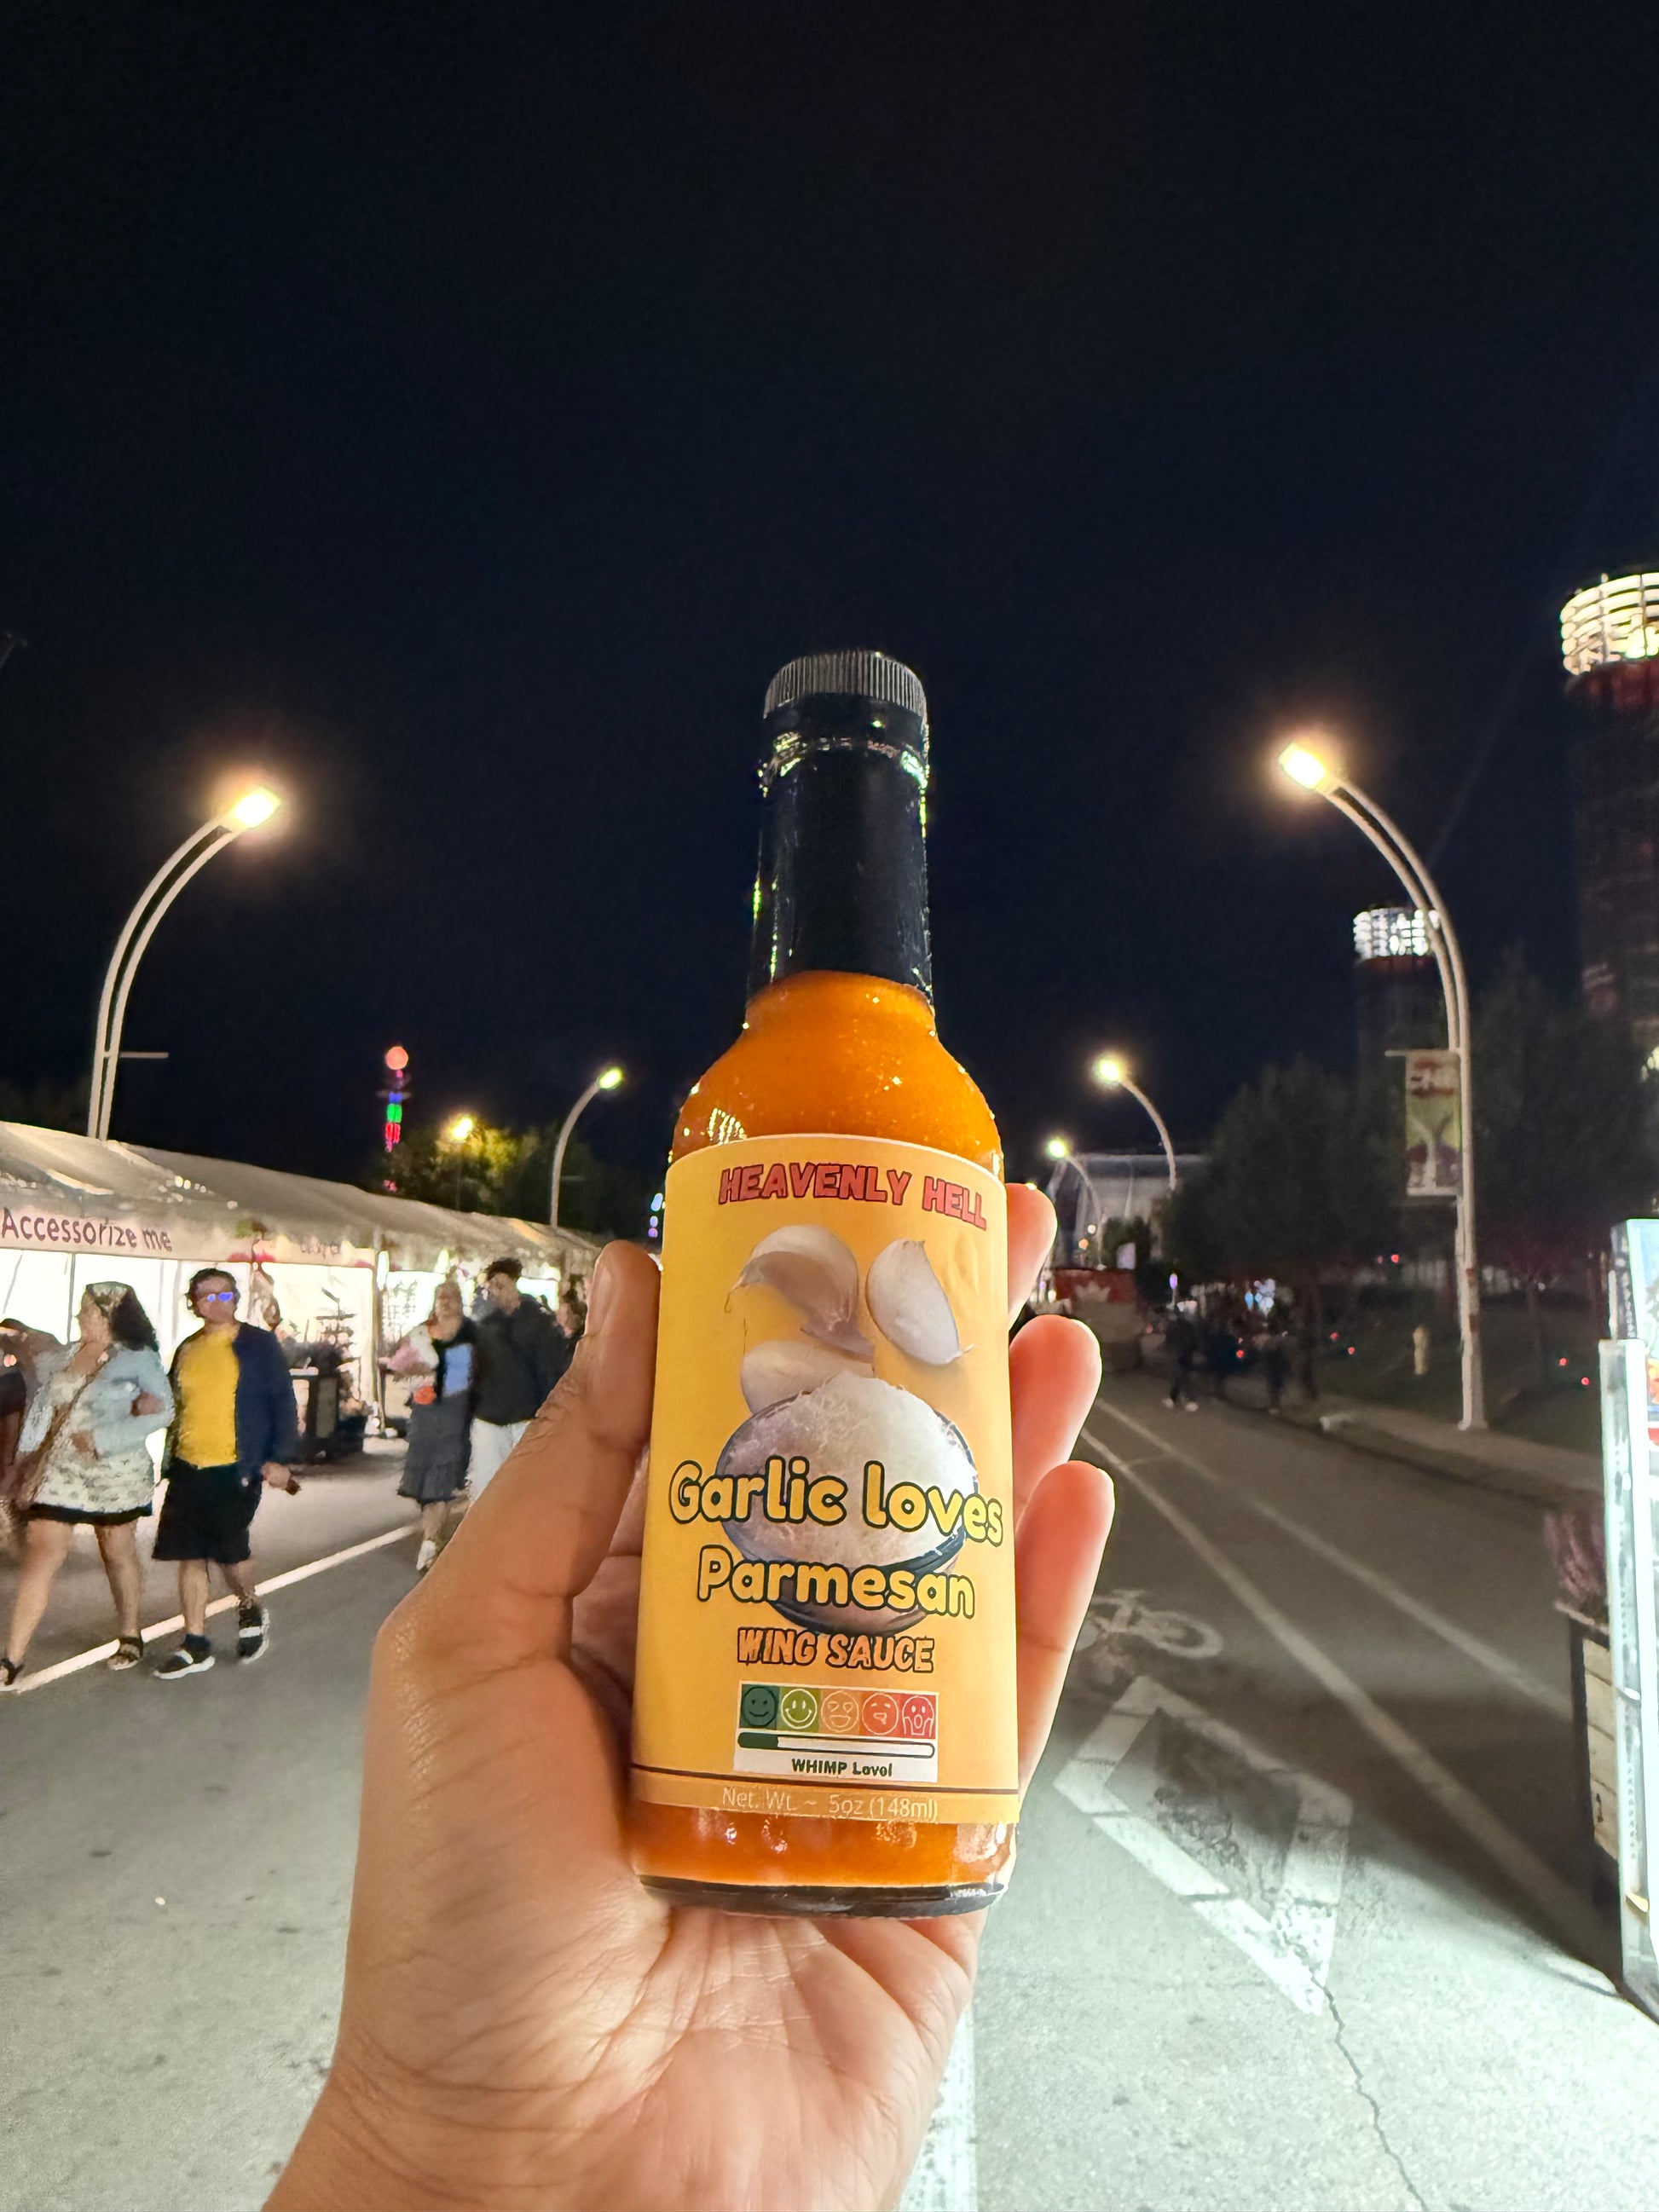 HEAVENLY HELL
Garlic loves
Parmesan
WING SAUCE
WHIMP Level
Net. Wt. ~ 5oz (148ml)
Accessorize me